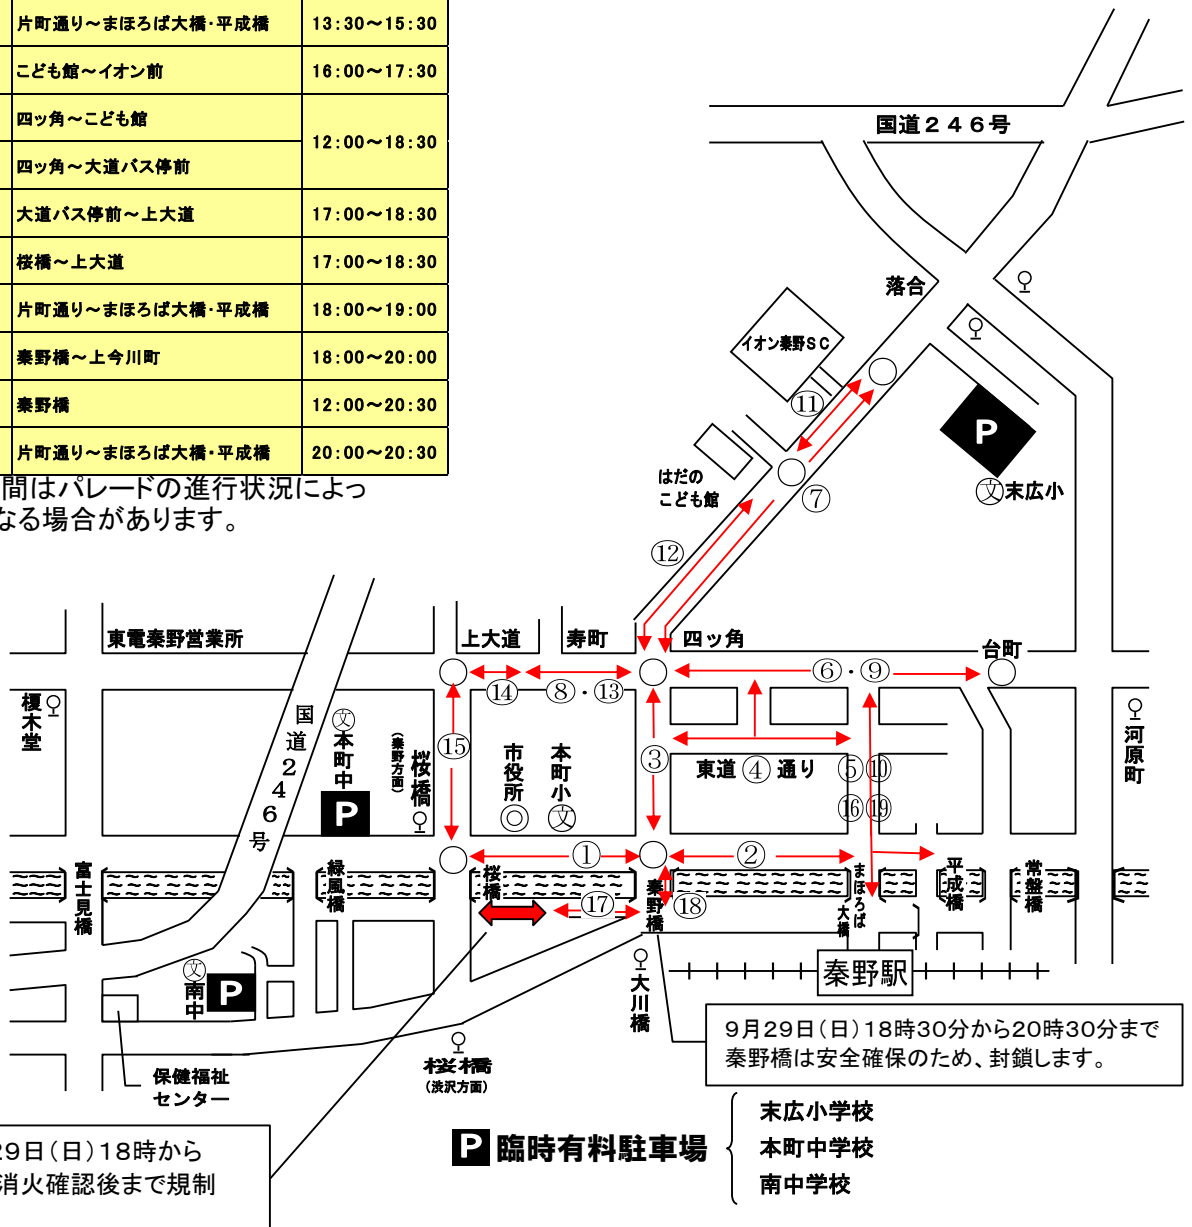 片町通り～まほろば大橋・平成橋 13:30～15:30
こども館～イオン前 16:00～17:30
四ッ角～こども館 12:00～18:30
四ッ角～大道バス停前
大道バス停前～上大道 17:00～18:30
桜橋～上大道 17:00～18:30
片町通り～まほろば大橋・平成橋 18:00～19:00
秦野橋～上今川町 18:00～20:00
秦野橋 12:00～20:30
片町通り～まほろば大橋・平成橋 20:00～20:30
間はパレードの進行状況によっ
なる場合があります。
国道２４６号
落合
イオン秦野ＳＣ
⑪
P
はだの
こども館
⑦
文末広小
⑫
東電秦野営業所
上大道
寿町
四ッ角
台町
⑭
⑧・⑬
⑥・⑨
榎木堂
国道２４６号
文本町中
P
桜橋
（秦野方面）
⑮
市役所
本町小文
③
東道④通り
⑤⑩
⑯⑲
河原町
①
②
富士見橋
緑風橋
桜橋
⑰
秦野橋
⑱
まほろば大橋
平成橋
常盤橋
文南中
P
大川橋
秦野駅
桜橋
（渋沢方面）
保健福祉
センター
9月29日（日）18時30分から20時30分まで
秦野橋は安全確保のため、封鎖します。
29日（日）18時から
消火確認後まで規制
P 臨時有料駐車場
末広小学校
本町中学校
南中学校